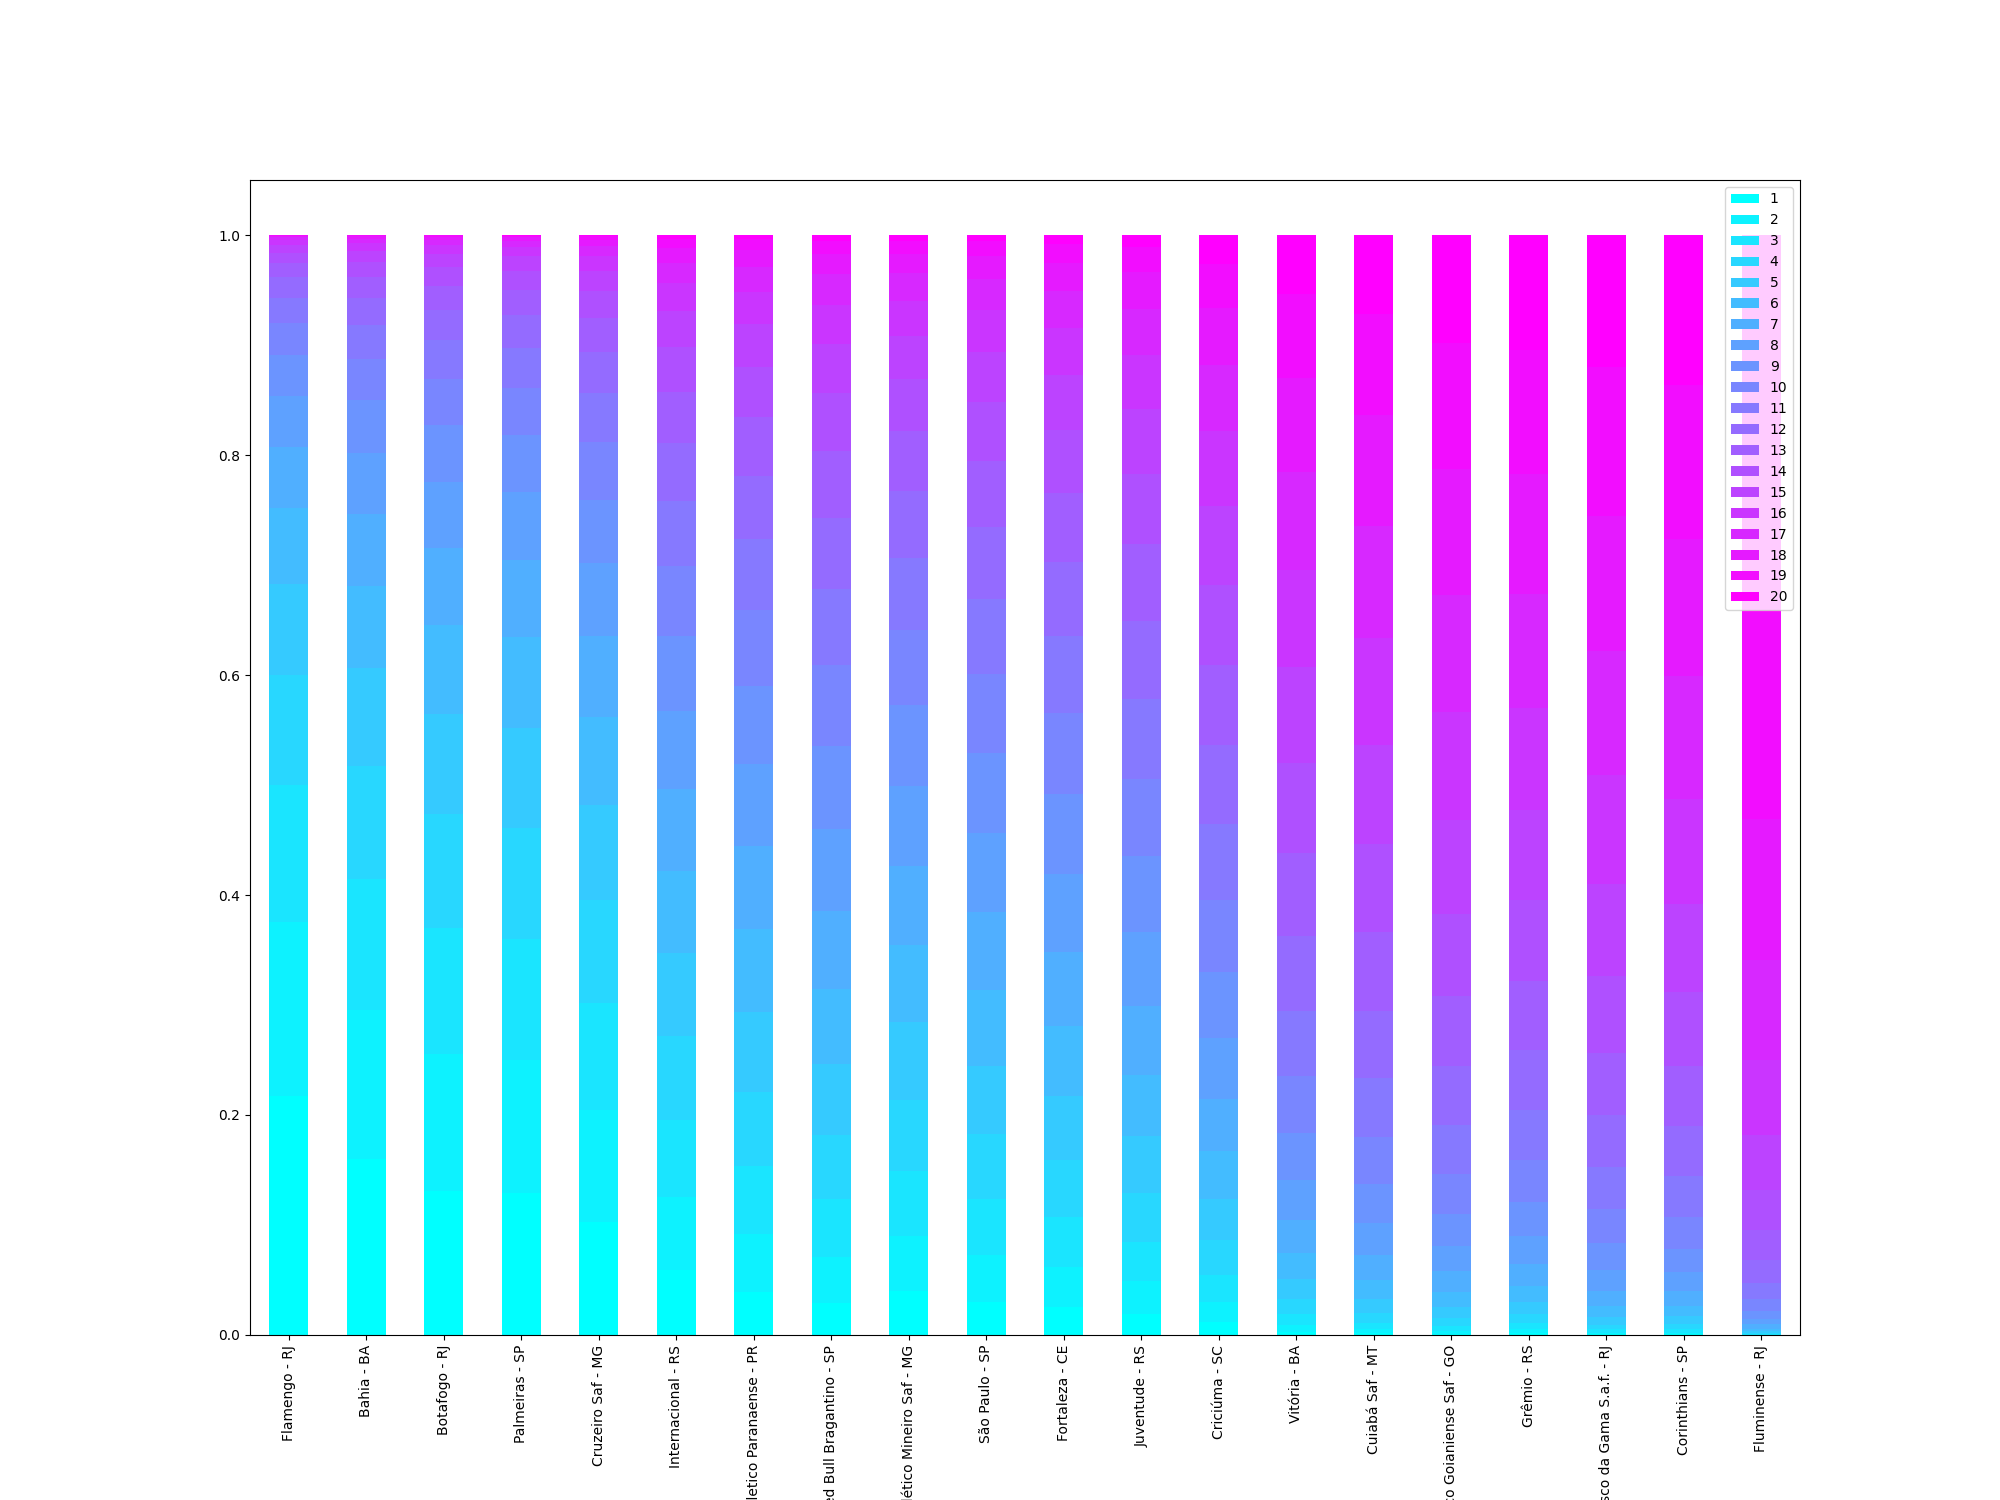 1
2
3
4
5
6
7
8
9
10
11
12
13
14
15
16
17
18
19
20
1.0
0.8
0.6
0.4
0.2
0.0
Flamengo - RJ
Bahia - BA
Botafogo - RJ
Palmeiras - SP
Cruzeiro Saf - MG
Internacional - RS
letico Paranaense - PR
ed Bull Bragantino - SP
lético Mineiro Saf - MG
São Paulo - SP
Fortaleza - CE
Juventude - RS
Criciúma - SC
Vitória - BA
Cuiabá Saf - MT
o Goianiense Saf - GO
Grêmio - RS
sco da Gama S.a.f. - RJ
Corinthians - SP
Fluminense - RJ